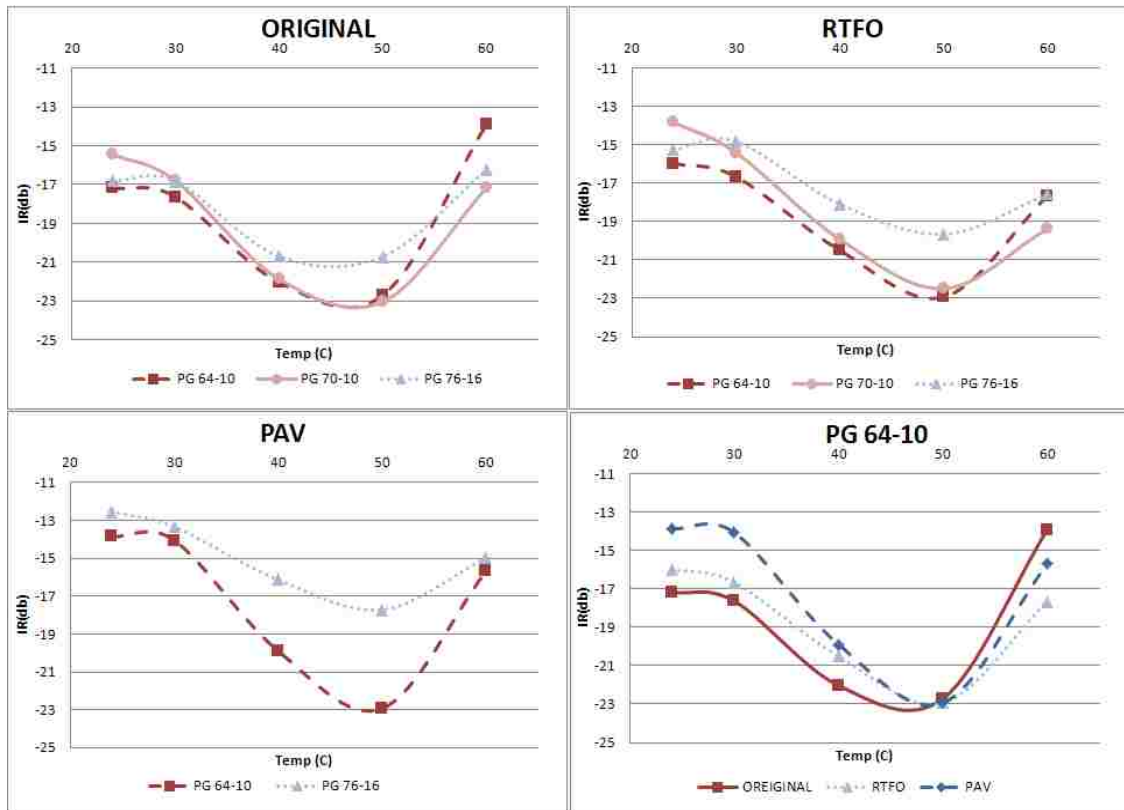 ORIGINAL
20 30 40 50 60
-11
-13
-15
-17
-19
-21
-23
-25
IR(db)
Temp (C)
PG 64-10 PG 70-10 PG 76-16
RTFO
20 30 40 50 60
-11
-13
-15
-17
-19
-21
-23
-25
IR(db)
Temp (C)
PG 64-10 PG 70-10 PG 76-16
PAV
20 30 40 50 60
-11
-13
-15
-17
-19
-21
-23
-25
IR(db)
Temp (C)
PG 64-10 PG 76-16
PG 64-10
20 30 40 50 60
-11
-13
-15
-17
-19
-21
-23
-25
IR(db)
Temp (C)
OREIGINAL RTFO PAV